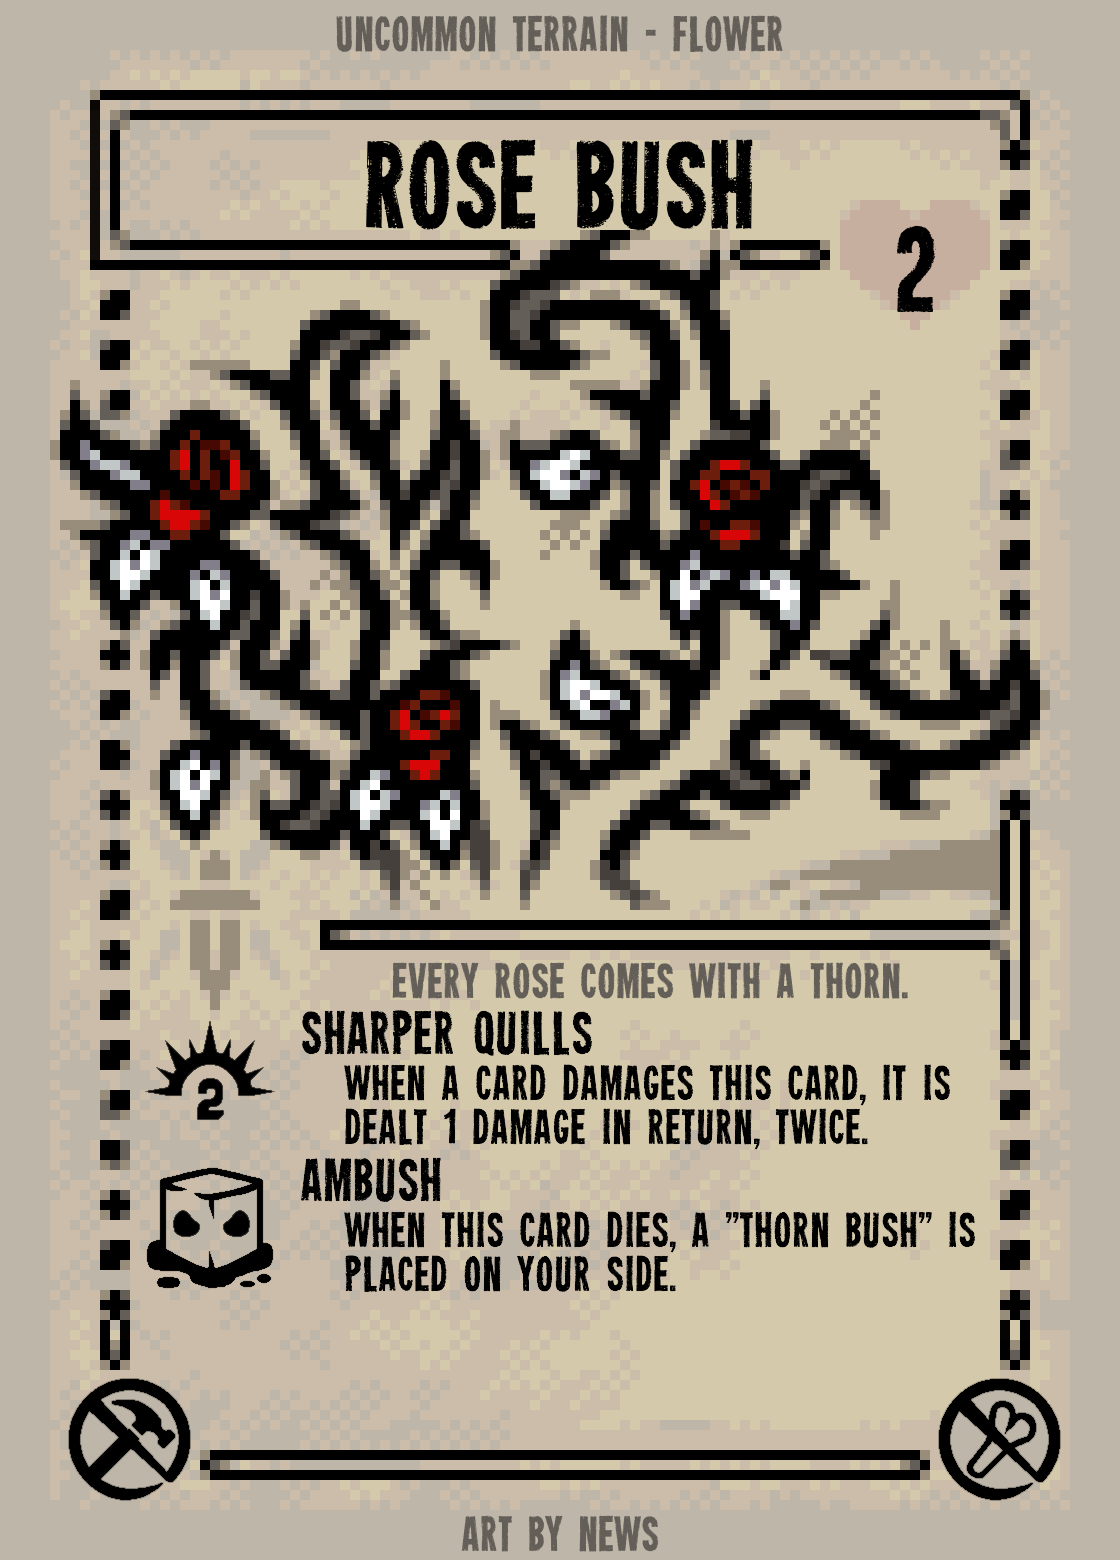 UNCOMMON TERRAIN - FLOWER
ROSE BUSH
2
EVERY ROSE COMES WITH A THORN.
SHARPER QUILLS
2
WHEN A CARD DAMAGES THIS CARD, IT IS
DEALT 1 DAMAGE IN RETURN, TWICE.
AMBUSH
WHEN THIS CARD DIES, A "THORN BUSH" IS
PLACED ON YOUR SIDE.
ART BY NEWS